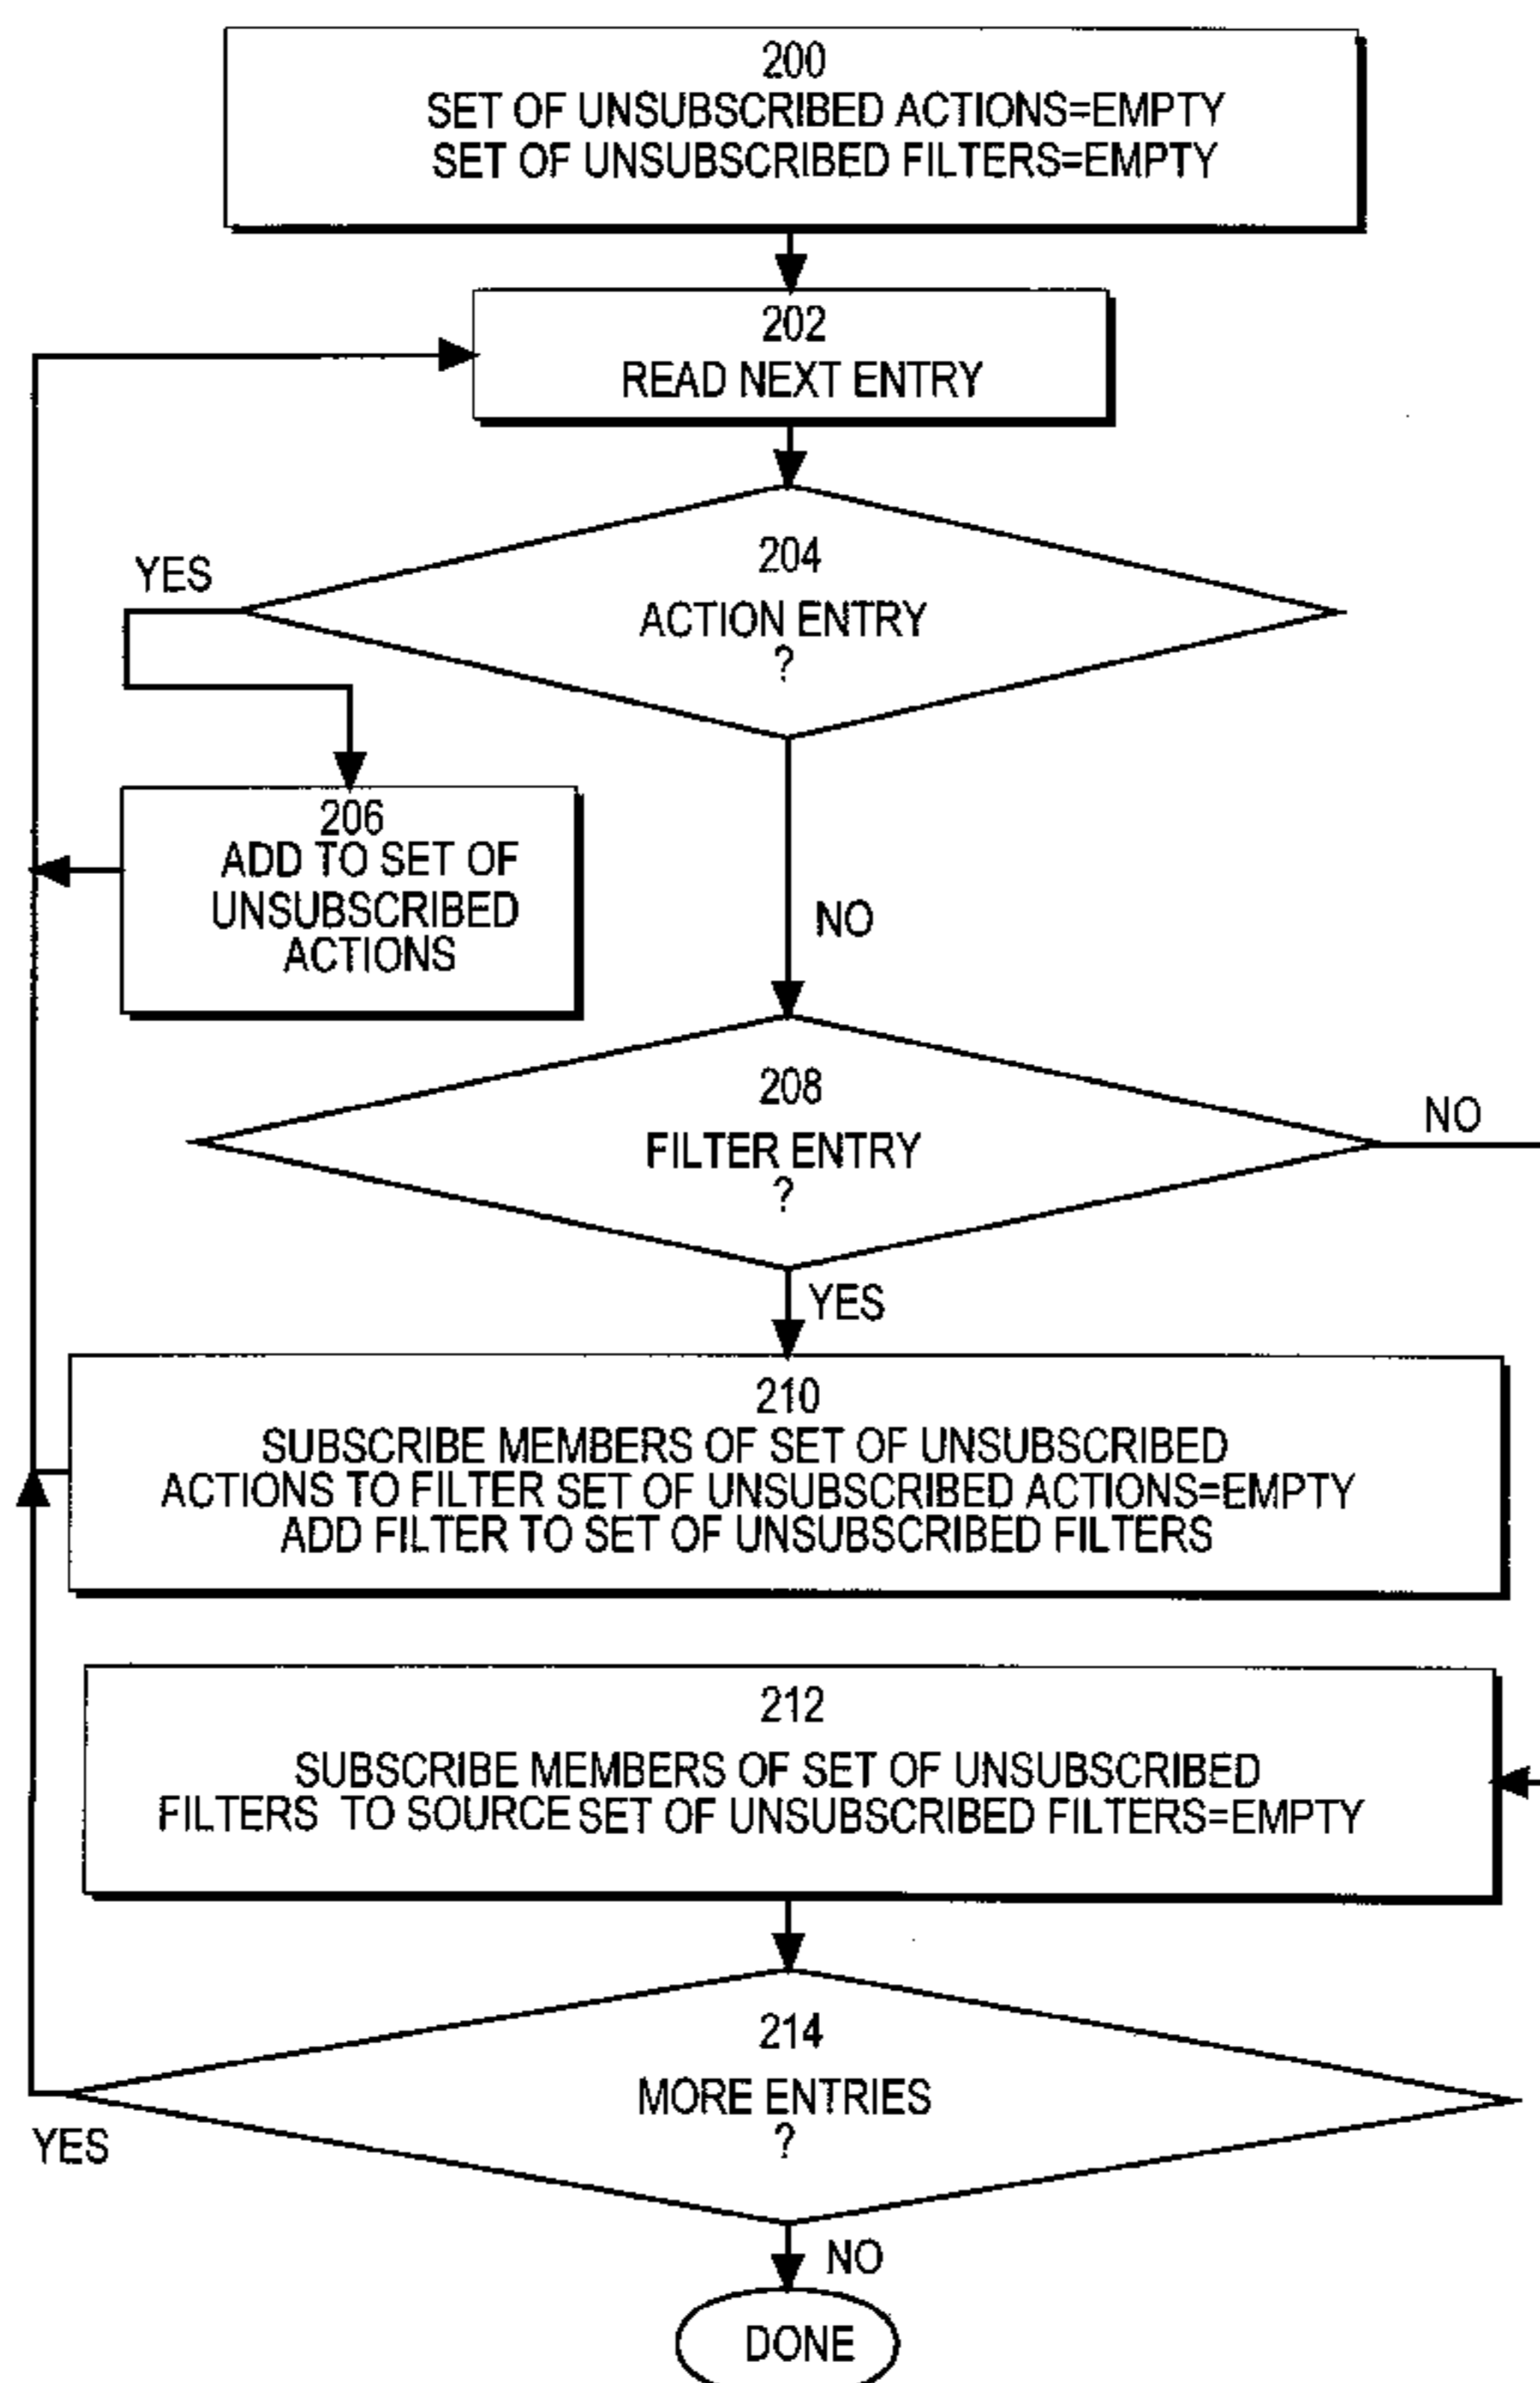 200
SET OF UNSUBSCRIBED ACTIONS=EMPTY
SET OF UNSUBSCRIBED FILTERS=EMPTY
202
READ NEXT ENTRY
204
ACTION ENTRY
?
YES
206
ADD TO SET OF
UNSUBSCRIBED
ACTIONS
NO
208
FILTER ENTRY
?
NO
YES
210
SUBSCRIBE MEMBERS OF SET OF UNSUBSCRIBED
ACTIONS TO FILTER SET OF UNSUBSCRIBED ACTIONS=EMPTY
ADD FILTER TO SET OF UNSUBSCRIBED FILTERS
212
SUBSCRIBE MEMBERS OF SET OF UNSUBSCRIBED
FILTERS TO SOURCE SET OF UNSUBSCRIBED FILTERS=EMPTY
214
MORE ENTRIES
?
YES
NO
DONE